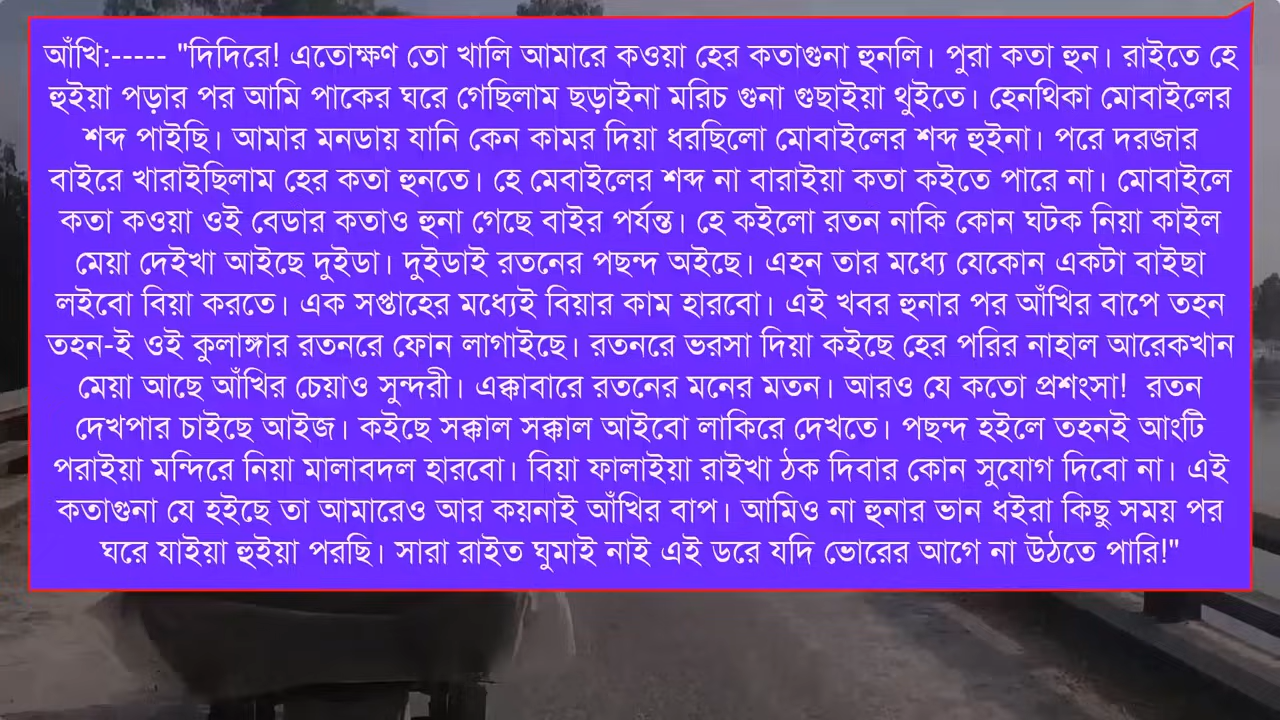 আঁখি:----- "দিদিরে! এতোক্ষণ তো খালি আমারে কওয়া হের কতাগুনা হুনলি। পুরা কতা হুন। রাইতে হে
হুইয়া পড়ার পর আমি পাকের ঘরে গেছিলাম ছড়াইনা মরিচ গুনা গুছাইয়া থুইতে। হেনথিকা মোবাইলের
শব্দ পাইছি। আমার মনডায় যানি কেন কামর দিয়া ধরছিলো মোবাইলের শব্দ হুইনা। পরে দরজার
বাইরে খারাইছিলাম হের কতা হুনতে। হে মেবাইলের শব্দ না বারাইয়া কতা কইতে পারে না। মোবাইলে
কতা কওয়া ওই বেডার কতাও হুনা গেছে বাইর পর্যন্ত। হে কইলো রতন নাকি কোন ঘটক নিয়া কাইল
মেয়া দেইখা আইছে দুইডা। দুইডাই রতনের পছন্দ অইছে। এহন তার মধ্যে যেকোন একটা বাইছা
লইবো বিয়া করতে। এক সপ্তাহের মধ্যেই বিয়ার কাম হারবো। এই খবর হুনার পর আঁখির বাপে তহন
তহন-ই ওই কুলাঙ্গার রতনরে ফোন লাগাইছে। রতনরে ভরসা দিয়া কইছে হের পরির নাহাল আরেকখান
মেয়া আছে আঁখির চেয়াও সুন্দরী। এক্কাবারে রতনের মনের মতন। আরও যে কতো প্রশংসা! রতন
দেখপার চাইছে আইজ। কইছে সক্কাল সক্কাল আইবো লাকিরে দেখতে। পছন্দ হইলে তহনই আংটি
পরাইয়া মন্দিরে নিয়া মালাবদল হারবো। বিয়া ফালাইয়া রাইখা ঠক দিবার কোন সুযোগ দিবো না। এই
কতাগুনা যে হইছে তা আমারেও আর কয়নাই আঁখির বাপ। আমিও না হুনার ভান ধইরা কিছু সময় পর
ঘরে যাইয়া হুইয়া পরছি। সারা রাইত ঘুমাই নাই এই ডরে যদি ভোরের আগে না উঠতে পারি!"